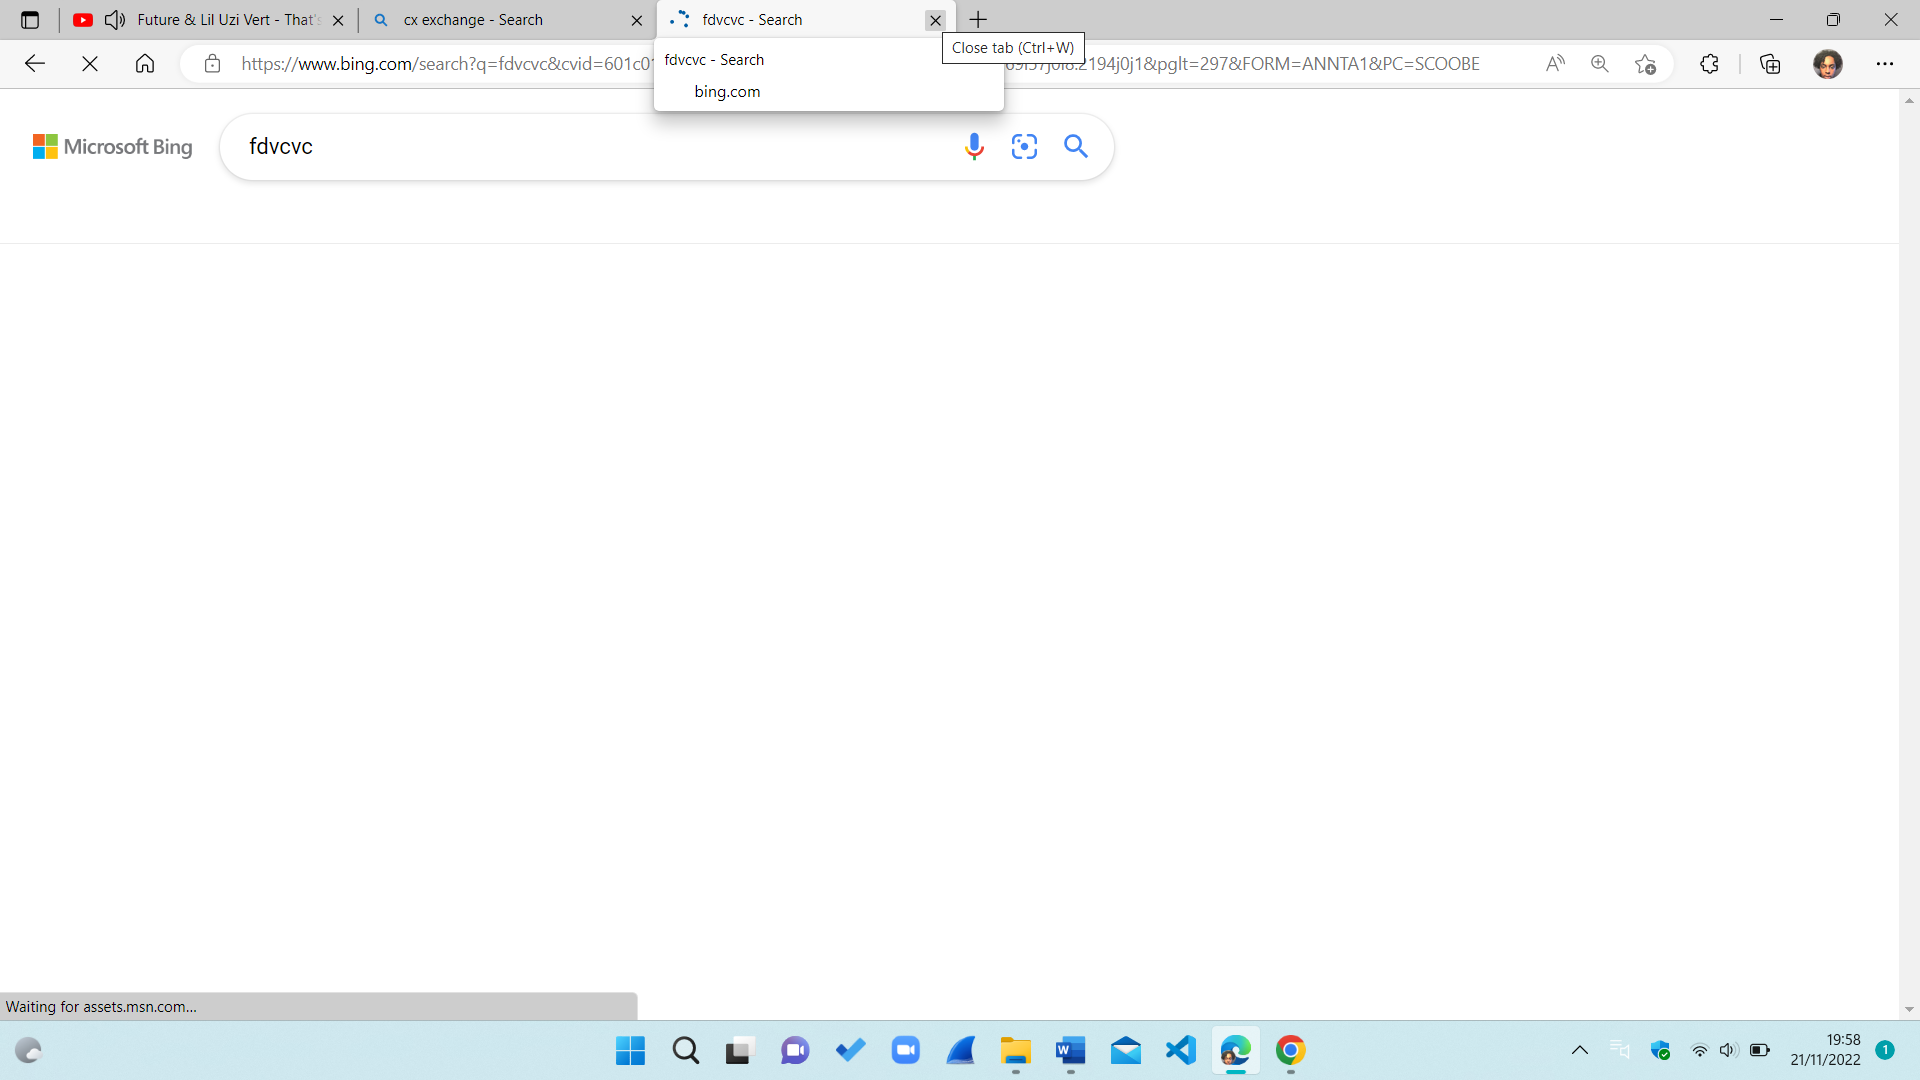 Future & Lil Uzi Vert - That's
cx exchange - Search
fdvcvc - Search
Close tab (Ctrl+W)
fdvcvc - Search
bing.com
https://www.bing.com/search?q=fdvcvc&cvid=601c0
2194j0j1&pglt=297&FORM=ANNTA1&PC=SCOOBE
Microsoft Bing
fdvcvc
Waiting for assets.msn.com...
19:58
21/11/2022
1